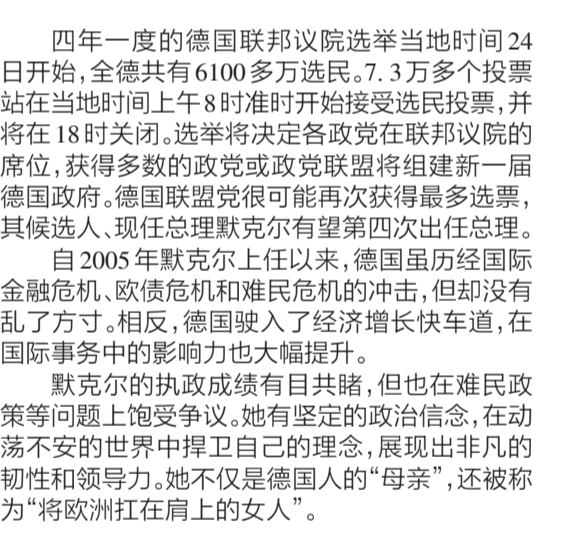 四年一度的德国联邦议院选举当地时间24
日开始,全德共有6100多万选民。7.3万多个投票
站在当地时间上午8时准时开始接受选民投票,并
将在18时关闭。选举将决定各政党在联邦议院的
席位,获得多数的政党或政党联盟将组建新一届
德国政府。德国联盟党很可能再次获得最多选票,
其候选人、现任总理默克尔有望第四次出任总理。
自2005年默克尔上任以来,德国虽历经国际
金融危机、欧债危机和难民危机的冲击,但却没有
乱了方寸。相反,德国驶入了经济增长快车道,在
国际事务中的影响力也大幅提升。
默克尔的执政成绩有目共睹,但也在难民政
策等问题上饱受争议。她有坚定的政治信念,在动
荡不安的世界中捍卫自己的理念,展现出非凡的
韧性和领导力。她不仅是德国人的“母亲”,还被称
为“将欧洲扛在肩上的女人”。